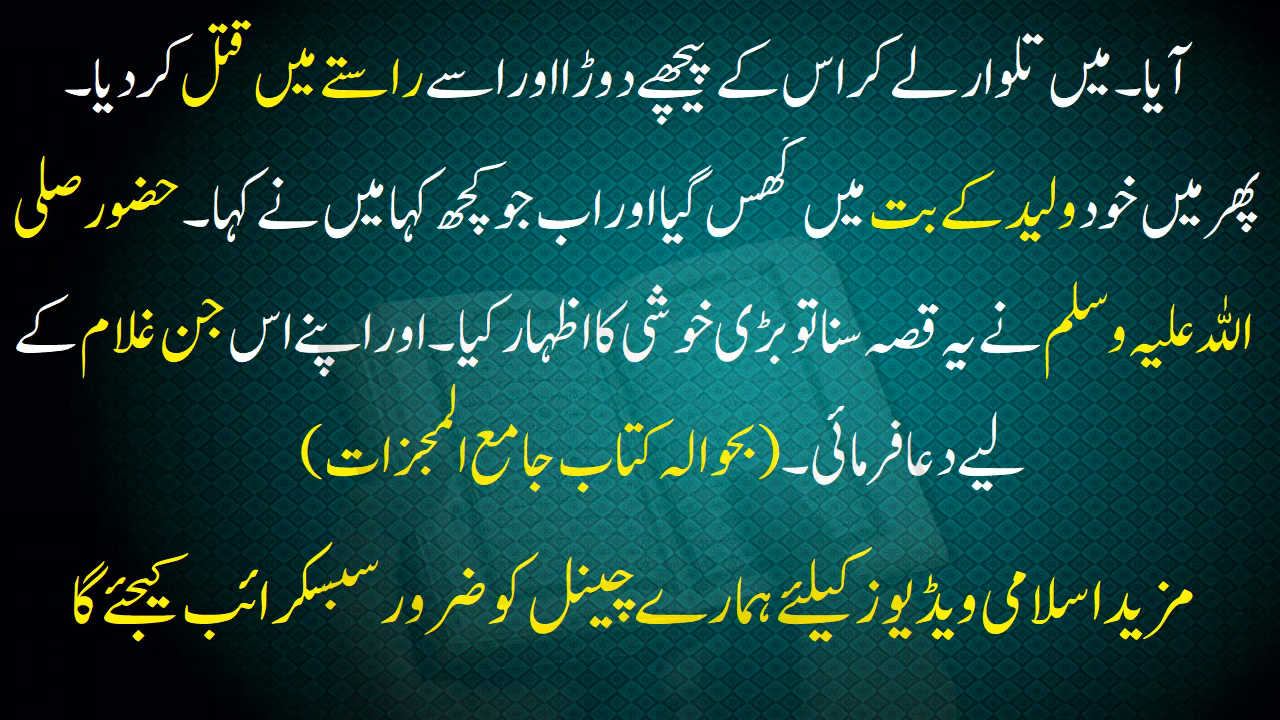 آیا۔ میں تلوار لے کر اس کے پیچھے دوڑا اور اسے راستے میں قتل کر دیا۔
پھر میں خود ولید کے بت میں گھس گیا اور اب جو کچھ کہا میں نے کہا۔ حضور صلی
اللہ علیہ وسلم نے یہ قصہ سنا تو بڑی خوشی کا اظہار کیا۔ اور اپنے اس جن غلام کے
لیے دعا فرمائی۔ (بحوالہ کتاب جامع المجزات)
مزید اسلامی ویڈیوز کیلئے ہمارے چینل کو ضرور سبسکرائب کیجئے گا